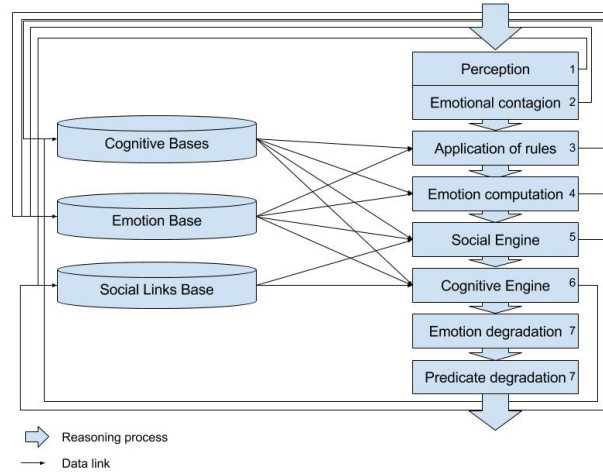 Perception 1
Emotional contagion 2
Cognitive Bases
Application of rules 3
Emotion computation 4
Emotion Base
Social Engine 5
Social Links Base
Cognitive Engine 6
Emotion degradation 7
Predicate degradation 7
Reasoning process
Data link